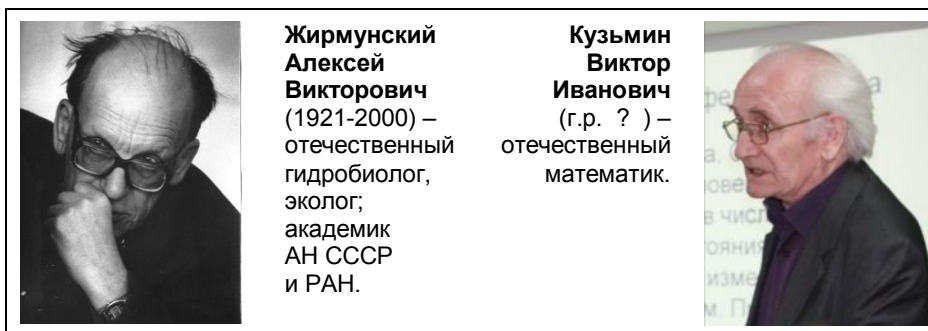 Жирмунский
Алексей
Викторович
(1921-2000) –
отечественный
гидробиолог,
эколог;
академик
АН СССР
и РАН.
Кузьмин
Виктор
Иванович
(г.р. ? ) –
отечественный
математик.